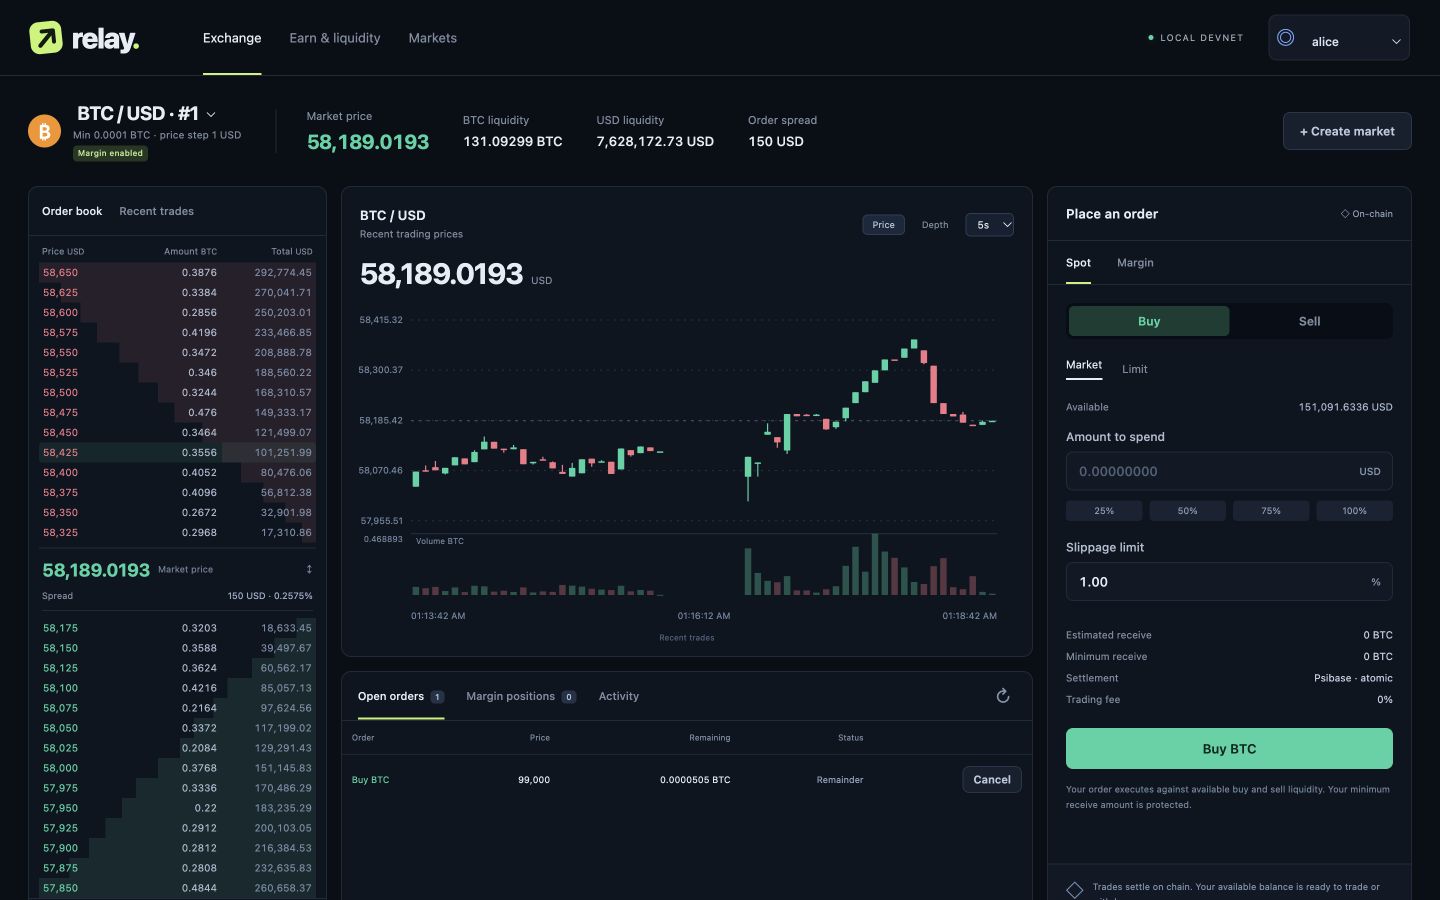 relay.
Exchange
Earn & liquidity
Markets
LOCAL DEVNET
alice
BTC / USD · #1
Min 0.0001 BTC · price step 1 USD
Margin enabled
Market price
58,189.0193
BTC liquidity
131.09299 BTC
USD liquidity
7,628,172.73 USD
Order spread
150 USD
+ Create market
Order book
Recent trades
Price USD Amount BTC Total USD
58,650 0.3876 292,774.45
58,625 0.3384 270,041.71
58,600 0.2856 250,203.01
58,575 0.4196 233,466.85
58,550 0.3472 208,888.78
58,525 0.346 188,560.22
58,500 0.3244 168,310.57
58,475 0.476 149,333.17
58,450 0.3464 121,499.07
58,425 0.3556 101,251.99
58,400 0.4052 80,476.06
58,375 0.4096 56,812.38
58,350 0.2672 32,901.98
58,325 0.2968 17,310.86
58,189.0193 Market price
Spread 150 USD · 0.2575%
58,175 0.3203 18,633.45
58,150 0.3588 39,497.67
58,125 0.3624 60,562.17
58,100 0.4216 85,057.13
58,075 0.2164 97,624.56
58,050 0.3372 117,199.02
58,025 0.2084 129,291.43
58,000 0.3768 151,145.83
57,975 0.3336 170,486.29
57,950 0.22 183,235.29
57,925 0.2912 200,103.05
57,900 0.2812 216,384.53
57,875 0.2808 232,635.83
57,850 0.4844 260,658.37
BTC / USD
Recent trading prices
Price
Depth
5s
58,189.0193 USD
58,415.32
58,300.37
58,185.42
58,070.46
57,955.51
0.468893
Volume BTC
01:13:42 AM 01:16:12 AM 01:18:42 AM
Recent trades
Open orders 1
Margin positions 0
Activity
Order Price Remaining Status
Buy BTC 99,000 0.0000505 BTC Remainder Cancel
Place an order
On-chain
Spot
Margin
Buy
Sell
Market
Limit
Available 151,091.6336 USD
Amount to spend
0.00000000 USD
25% 50% 75% 100%
Slippage limit
1.00 %
Estimated receive 0 BTC
Minimum receive 0 BTC
Settlement Psibase · atomic
Trading fee 0%
Buy BTC
Your order executes against available buy and sell liquidity. Your minimum
receive amount is protected.
Trades settle on chain. Your available balance is ready to trade or